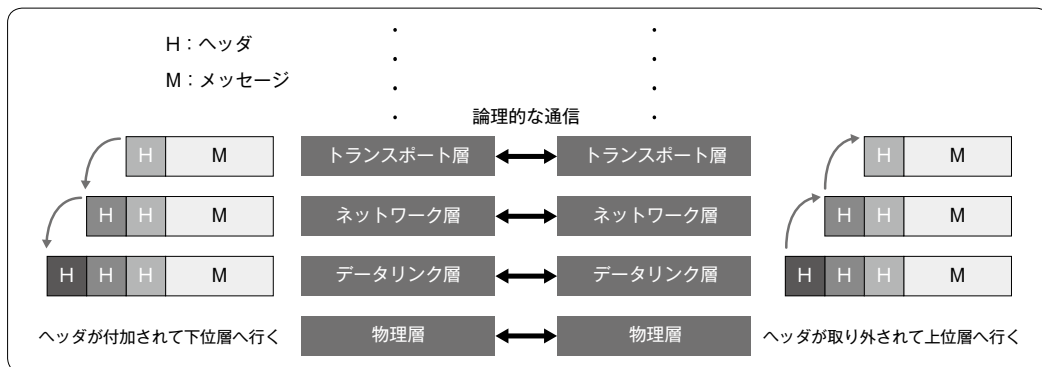 H：ヘッダ
M：メッセージ
論理的な通信
H M トランスポート層 トランスポート層 H M
H H M ネットワーク層 ネットワーク層 H H M
H H H M データリンク層 データリンク層 H H H M
ヘッダが付加されて下位層へ行く 物理層 物理層 ヘッダが取り外されて上位層へ行く